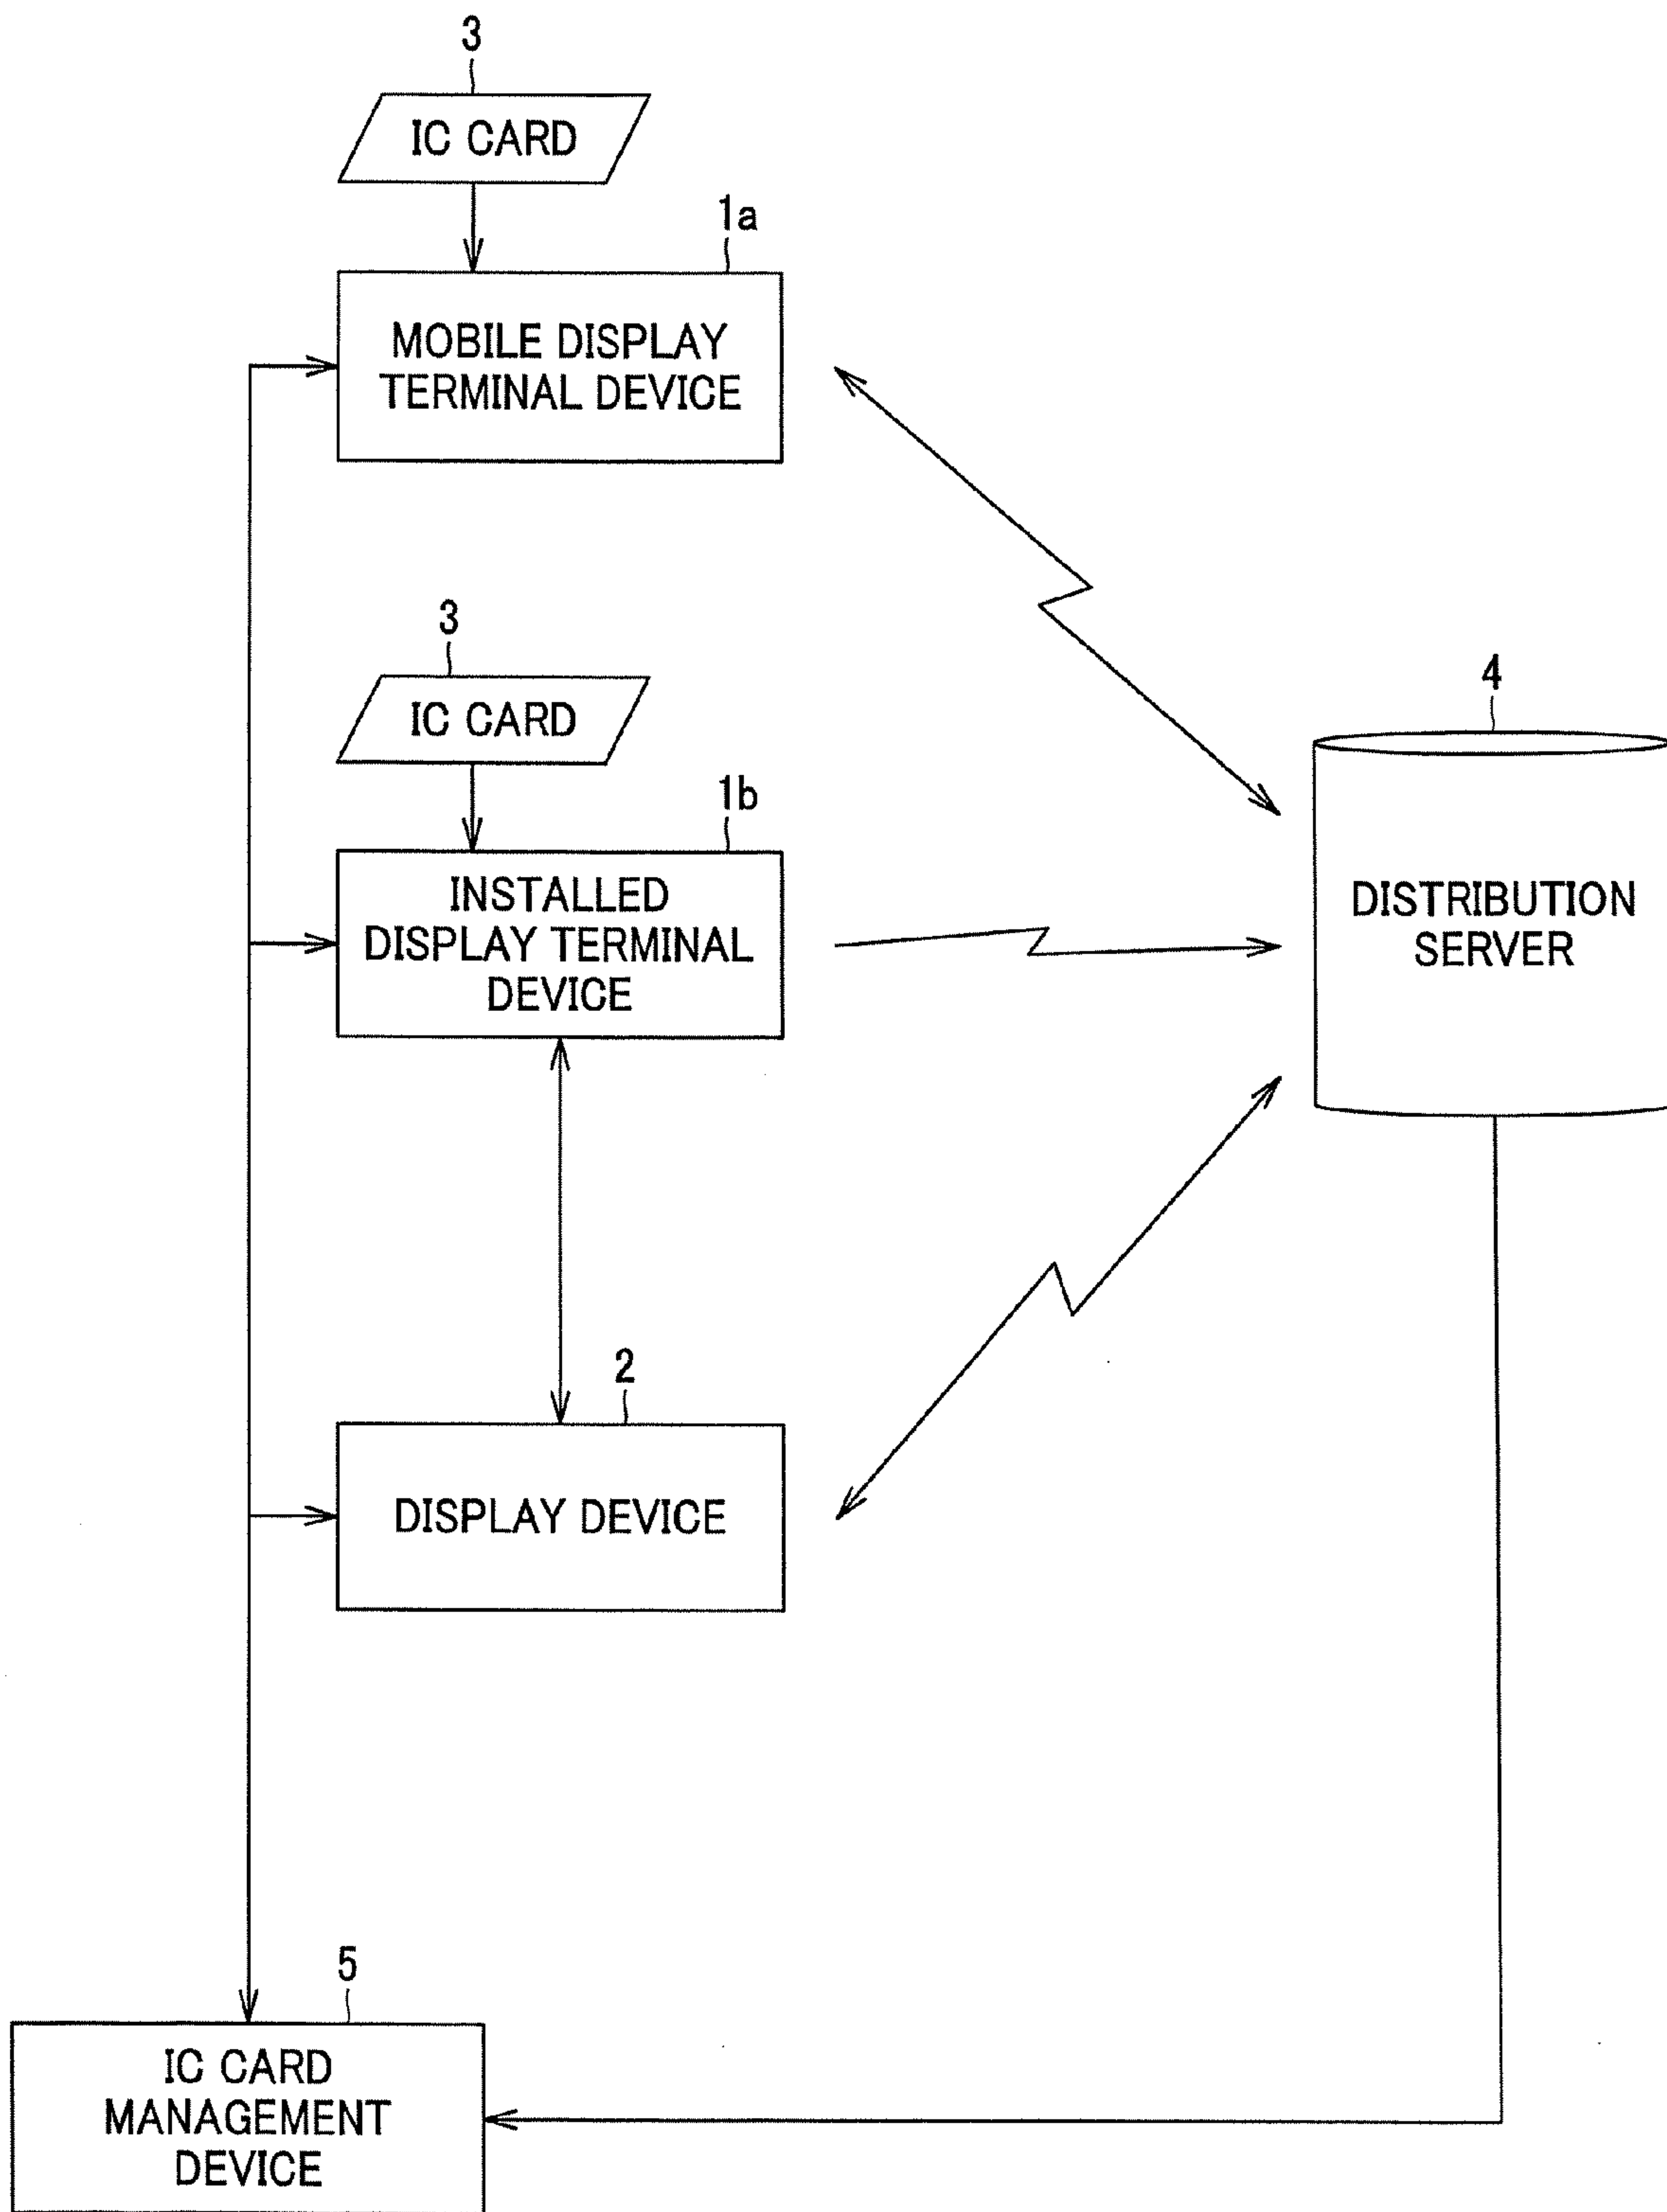 3
IC CARD
1a
MOBILE DISPLAY
TERMINAL DEVICE
3
IC CARD
4
1b
INSTALLED
DISPLAY TERMINAL
DEVICE
DISTRIBUTION
SERVER
2
DISPLAY DEVICE
5
IC CARD
MANAGEMENT
DEVICE